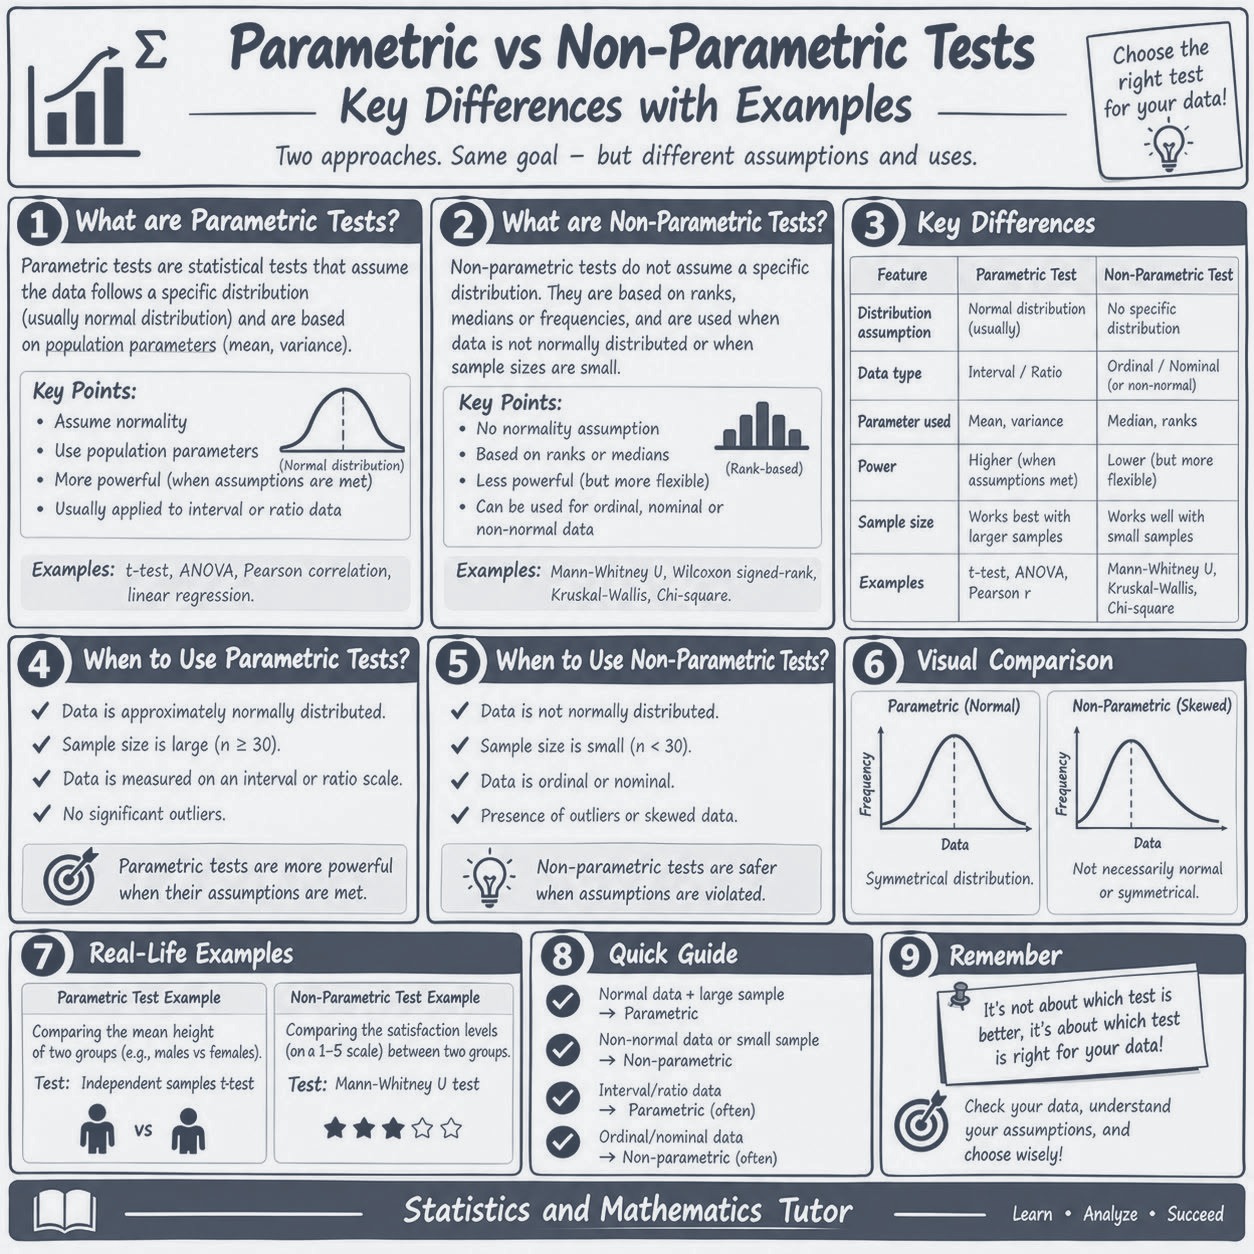 Σ
Parametric vs Non-Parametric Tests
Key Differences with Examples
Two approaches. Same goal – but different assumptions and uses.
Choose the
right test
for your data!
1 What are Parametric Tests?
Parametric tests are statistical tests that assume
the data follows a specific distribution
(usually normal distribution) and are based
on population parameters (mean, variance).
Key Points:
• Assume normality
• Use population parameters
• More powerful (when assumptions are met)
• Usually applied to interval or ratio data
(Normal distribution)
Examples: t-test, ANOVA, Pearson correlation,
linear regression.
2 What are Non-Parametric Tests?
Non-parametric tests do not assume a specific
distribution. They are based on ranks,
medians or frequencies, and are used when
data is not normally distributed or when
sample sizes are small.
Key Points:
• No normality assumption
• Based on ranks or medians
• Less powerful (but more flexible)
• Can be used for ordinal, nominal or
non-normal data
(Rank-based)
Examples: Mann-Whitney U, Wilcoxon signed-rank,
Kruskal-Wallis, Chi-square.
3 Key Differences
Feature Parametric Test Non-Parametric Test
Distribution Normal distribution No specific
assumption (usually) distribution
Data type Interval / Ratio Ordinal / Nominal
(or non-normal)
Parameter used Mean, variance Median, ranks
Power Higher (when Lower (but more
assumptions met) flexible)
Sample size Works best with Works well with
larger samples small samples
Examples t-test, ANOVA, Mann-Whitney U,
Pearson r Kruskal-Wallis,
Chi-square
4 When to Use Parametric Tests?
✓ Data is approximately normally distributed.
✓ Sample size is large (n ≥ 30).
✓ Data is measured on an interval or ratio scale.
✓ No significant outliers.
Parametric tests are more powerful
when their assumptions are met.
5 When to Use Non-Parametric Tests?
✓ Data is not normally distributed.
✓ Sample size is small (n < 30).
✓ Data is ordinal or nominal.
✓ Presence of outliers or skewed data.
Non-parametric tests are safer
when assumptions are violated.
6 Visual Comparison
Parametric (Normal)
Frequency
Data
Symmetrical distribution.
Non-Parametric (Skewed)
Frequency
Data
Not necessarily normal
or symmetrical.
7 Real-Life Examples
Parametric Test Example
Comparing the mean height
of two groups (e.g., males vs females).
Test: Independent samples t-test
vs
Non-Parametric Test Example
Comparing the satisfaction levels
(on a 1–5 scale) between two groups.
Test: Mann-Whitney U test
8 Quick Guide
Normal data + large sample
→ Parametric
Non-normal data or small sample
→ Non-parametric
Interval/ratio data
→ Parametric (often)
Ordinal/nominal data
→ Non-parametric (often)
9 Remember
It's not about which test is
better, it's about which test
is right for your data!
Check your data, understand
your assumptions, and
choose wisely!
Statistics and Mathematics Tutor
Learn • Analyze • Succeed